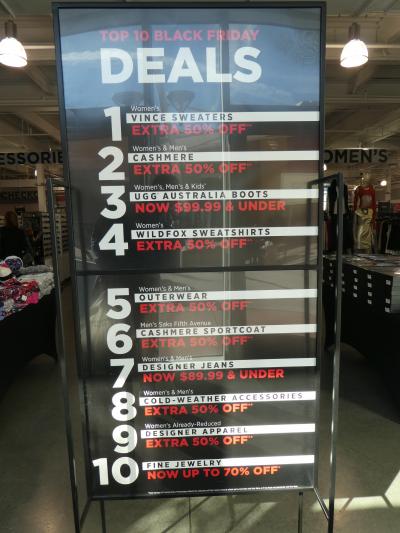 TOP 10 BLACK FRIDAY
DEALS
1
Women's
VINCE SWEATERS
EXTRA 50% OFF**
2
Women's & Men's
CASHMERE
EXTRA 50% OFF**
3
Women's, Men's & Kids'
UGG AUSTRALIA BOOTS
NOW $99.99 & UNDER
4
Women's
WILDFOX SWEATSHIRTS
EXTRA 50% OFF**
5
Women's & Men's
OUTERWEAR
EXTRA 50% OFF**
6
Men's Saks Fifth Avenue
CASHMERE SPORTCOAT
EXTRA 50% OFF**
7
Women's & Men's
DESIGNER JEANS
NOW $89.99 & UNDER
8
Women's & Men's
COLD-WEATHER ACCESSORIES
EXTRA 50% OFF**
9
Women's Already-Reduced
DESIGNER APPAREL
EXTRA 50% OFF**
10
FINE JEWELRY
NOW UP TO 70% OFF*
CESSORIE
OMEN'S
CHECK